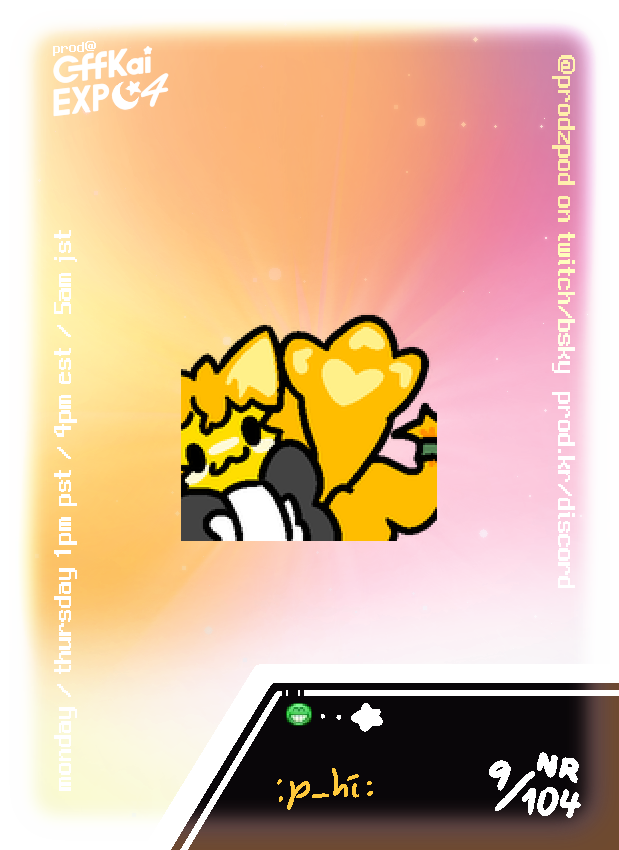 prod@
OffKai
EXPO4
@prodzpod on twitch/bsky prod.kr/discord
monday / thursday 1pm pst / 4pm est / 5am jst
:p_hi:
9/104
NR